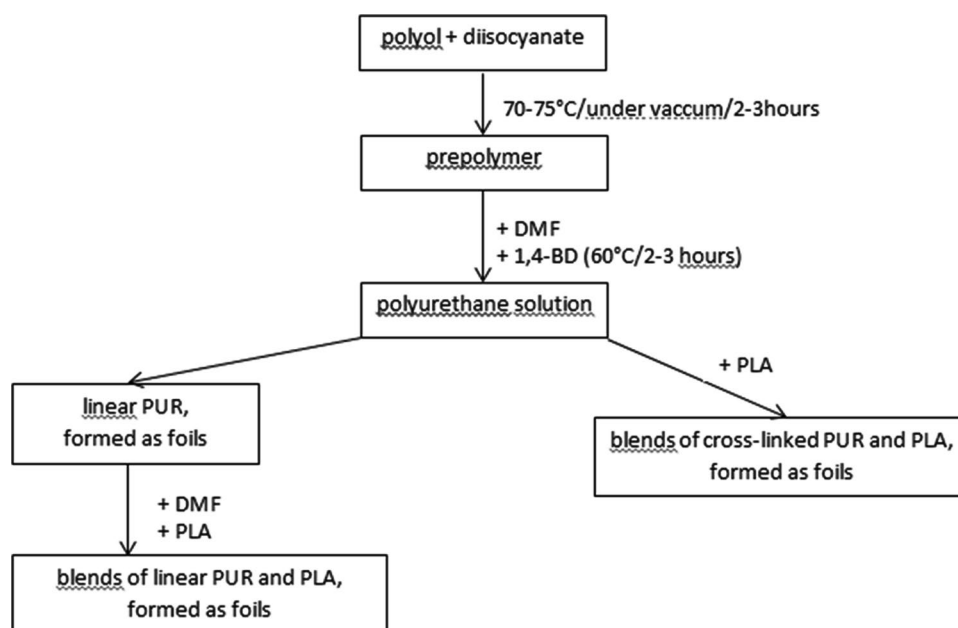 polyol + diisocyanate
70-75°C/under vaccum/2-3hours
prepolymer
+ DMF
+ 1,4-BD (60°C/2-3 hours)
polyurethane solution
+ PLA
linear PUR,
formed as foils
blends of cross-linked PUR and PLA,
formed as foils
+ DMF
+ PLA
blends of linear PUR and PLA,
formed as foils